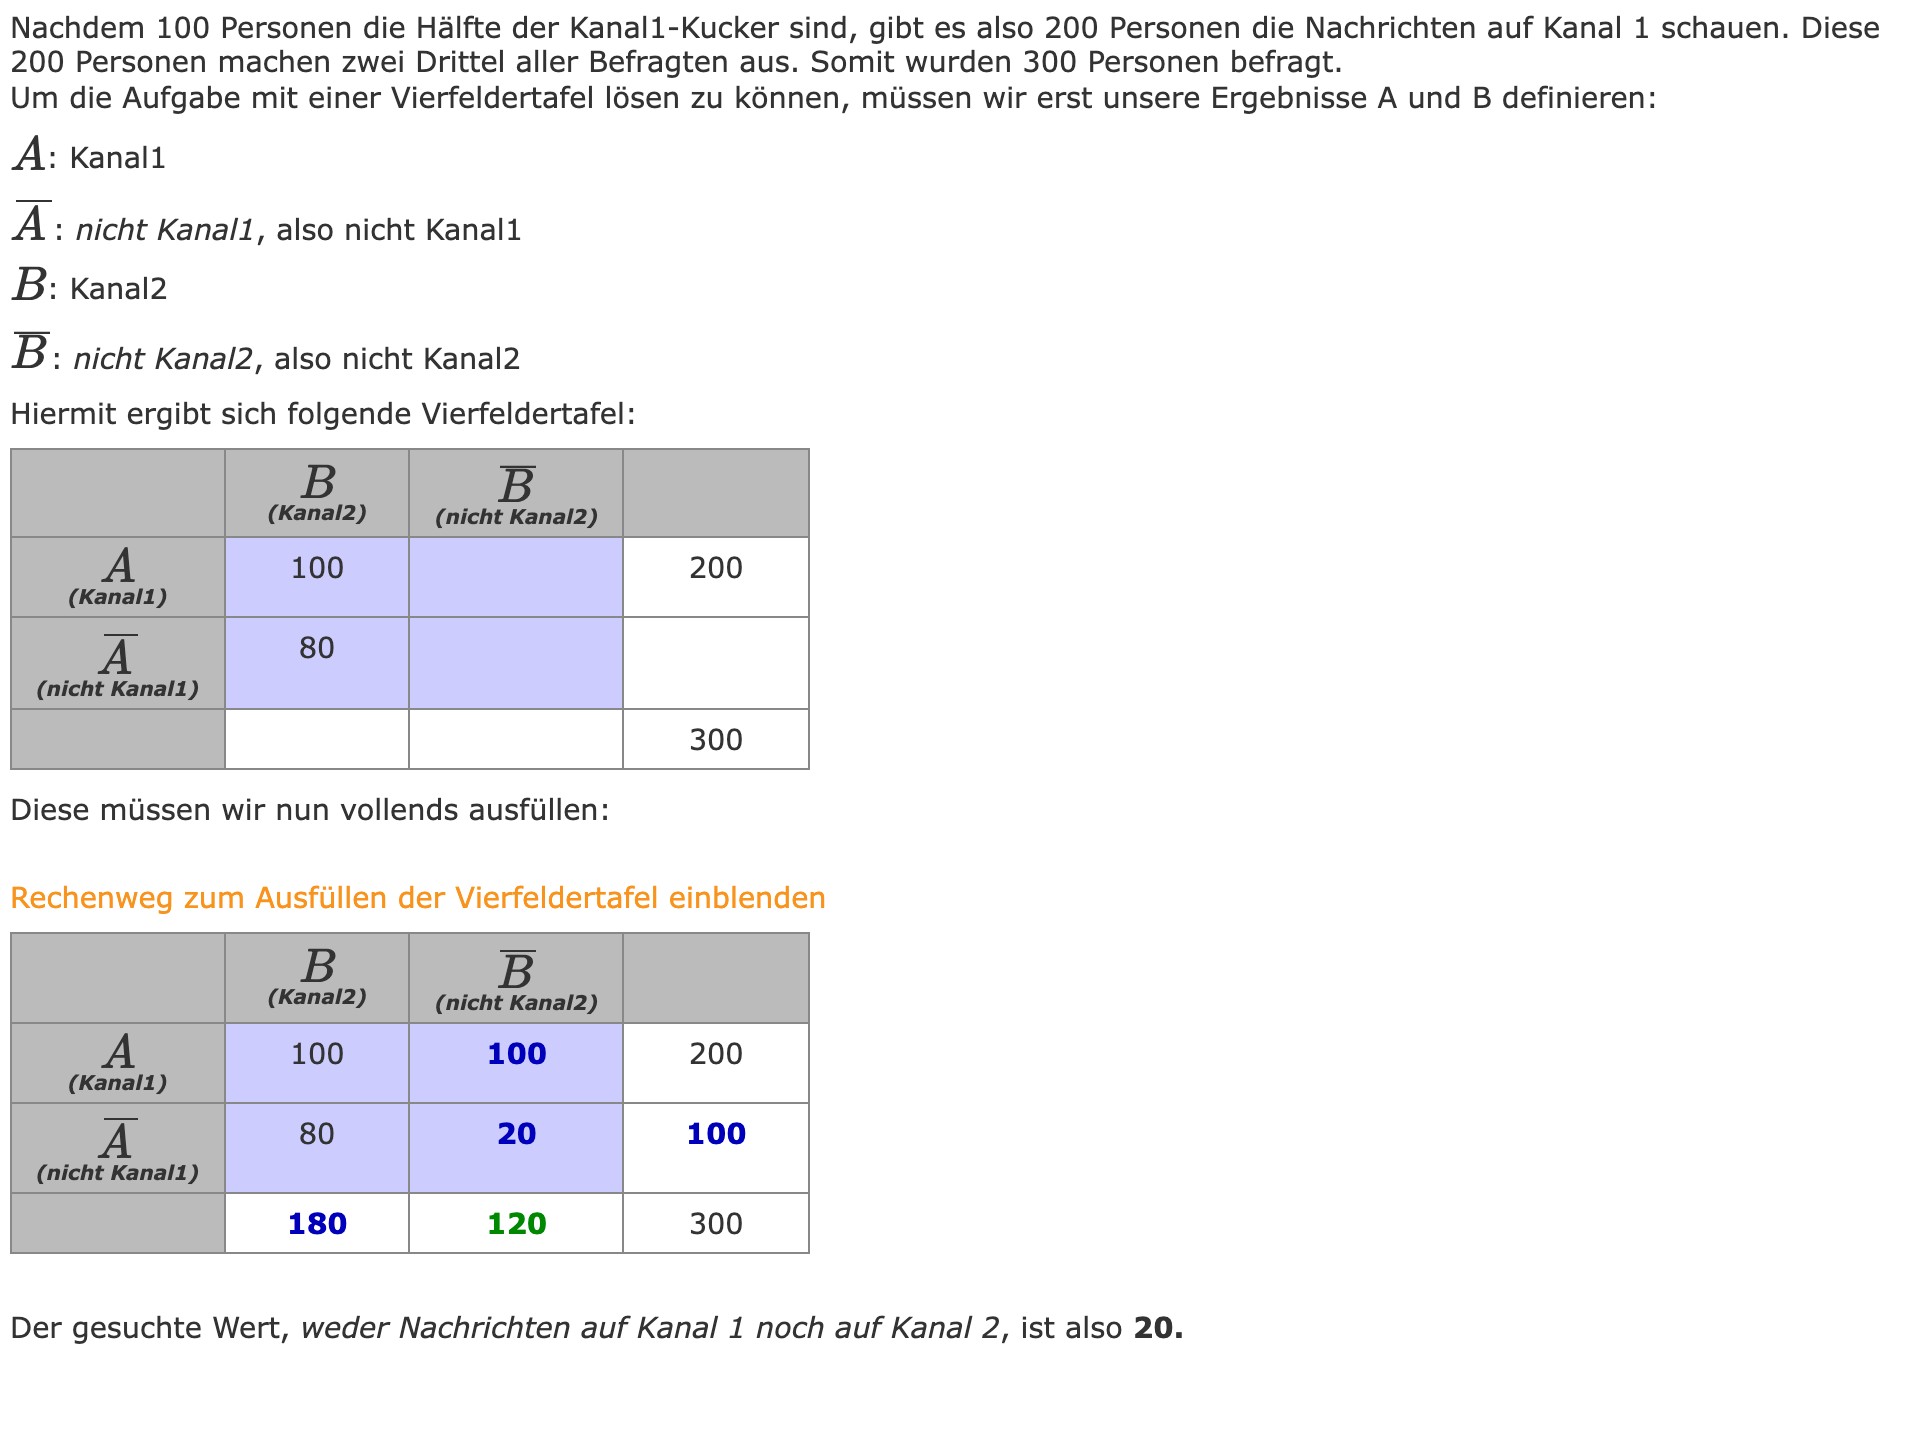 Nachdem 100 Personen die Hälfte der Kanal1-Kucker sind, gibt es also 200 Personen die Nachrichten auf Kanal 1 schauen. Diese
200 Personen machen zwei Drittel aller Befragten aus. Somit wurden 300 Personen befragt.
Um die Aufgabe mit einer Vierfeldertafel lösen zu können, müssen wir erst unsere Ergebnisse A und B definieren:
A: Kanal1
A̅: nicht Kanal1, also nicht Kanal1
B: Kanal2
B̅: nicht Kanal2, also nicht Kanal2
Hiermit ergibt sich folgende Vierfeldertafel:
B B̅
(Kanal2) (nicht Kanal2)
A 100 200
(Kanal1)
A̅ 80
(nicht Kanal1)
300
Diese müssen wir nun vollends ausfüllen:
Rechenweg zum Ausfüllen der Vierfeldertafel einblenden
B B̅
(Kanal2) (nicht Kanal2)
A 100 100 200
(Kanal1)
A̅ 80 20 100
(nicht Kanal1)
180 120 300
Der gesuchte Wert, weder Nachrichten auf Kanal 1 noch auf Kanal 2, ist also 20.